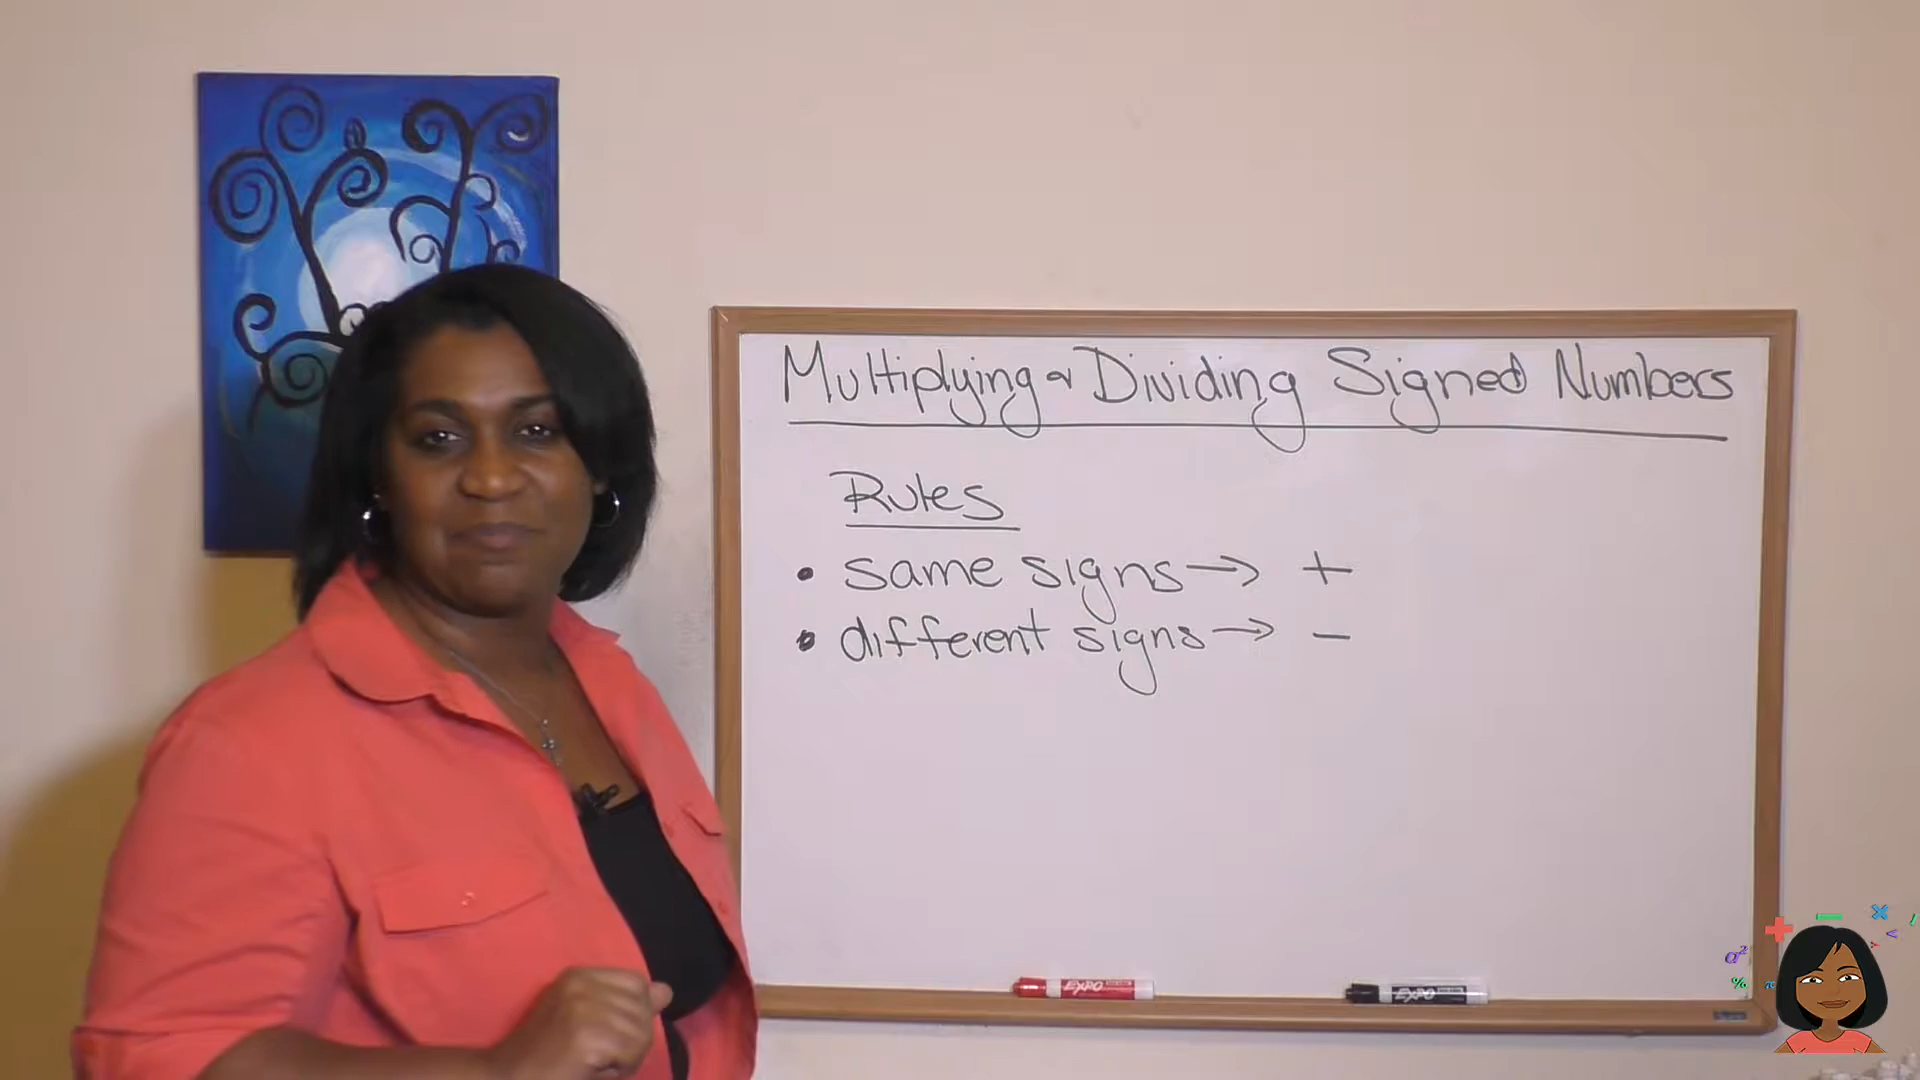 Multiplying & Dividing Signed Numbers
Rules
• same signs → +
• different signs → −
EXPO
EXPO